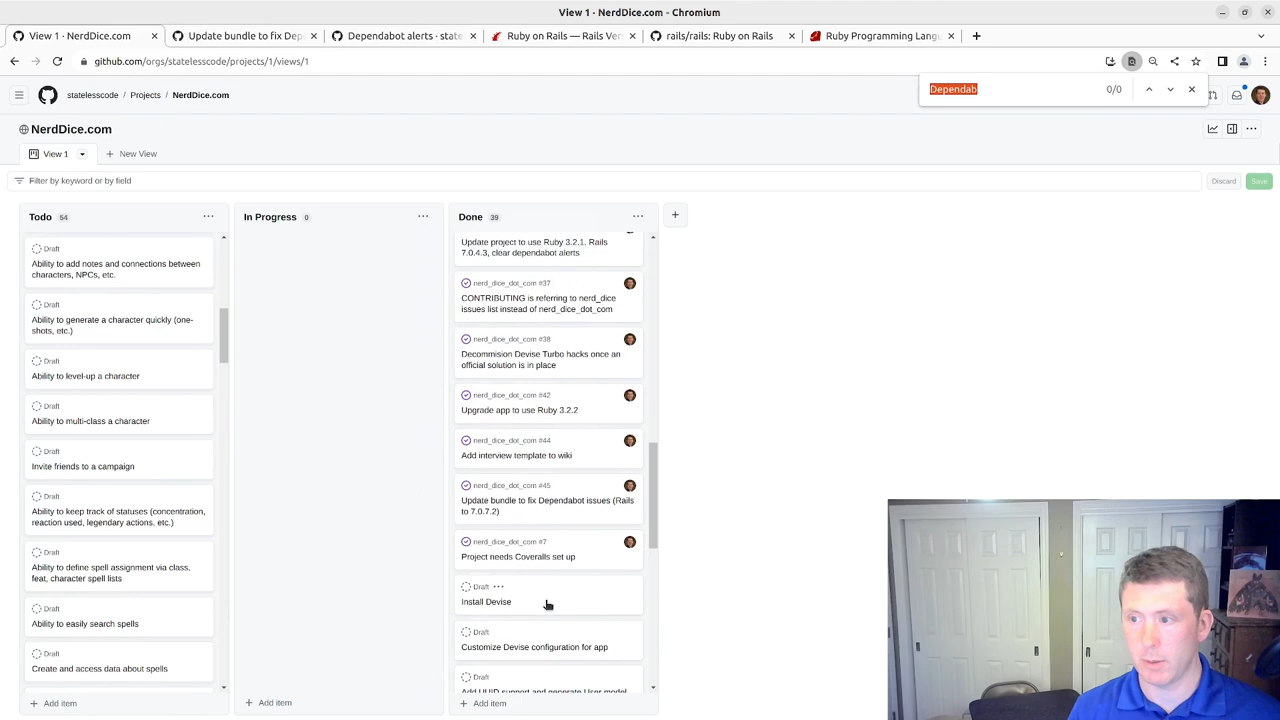 View 1 · NerdDice.com - Chromium
View 1 · NerdDice.com
Update bundle to fix Dep
Dependabot alerts · state
Ruby on Rails — Rails Ver
rails/rails: Ruby on Rails
Ruby Programming Langu
github.com/orgs/statelesscode/projects/1/views/1
Dependab
0/0
statelesscode
Projects
NerdDice.com
NerdDice.com
View 1
New View
Filter by keyword or by field
Discard
Save
Todo 54
Draft
Ability to add notes and connections between
characters, NPCs, etc.
Draft
Ability to generate a character quickly (one-
shots, etc.)
Draft
Ability to level-up a character
Draft
Ability to multi-class a character
Draft
Invite friends to a campaign
Draft
Ability to keep track of statuses (concentration,
reaction used, legendary actions, etc.)
Draft
Ability to define spell assignment via class,
feat, character spell lists
Draft
Ability to easily search spells
Draft
Create and access data about spells
Add item
In Progress 0
Add item
Done 39
Update project to use Ruby 3.2.1, Rails
7.0.4.3, clear dependabot alerts
nerd_dice_dot_com #37
CONTRIBUTING is referring to nerd_dice
issues list instead of nerd_dice_dot_com
nerd_dice_dot_com #38
Decommision Devise Turbo hacks once an
official solution is in place
nerd_dice_dot_com #42
Upgrade app to use Ruby 3.2.2
nerd_dice_dot_com #44
Add interview template to wiki
nerd_dice_dot_com #45
Update bundle to fix Dependabot issues (Rails
to 7.0.7.2)
nerd_dice_dot_com #7
Project needs Coveralls set up
Draft
Install Devise
Draft
Customize Devise configuration for app
Draft
Add UUID support and generate User model
Add item